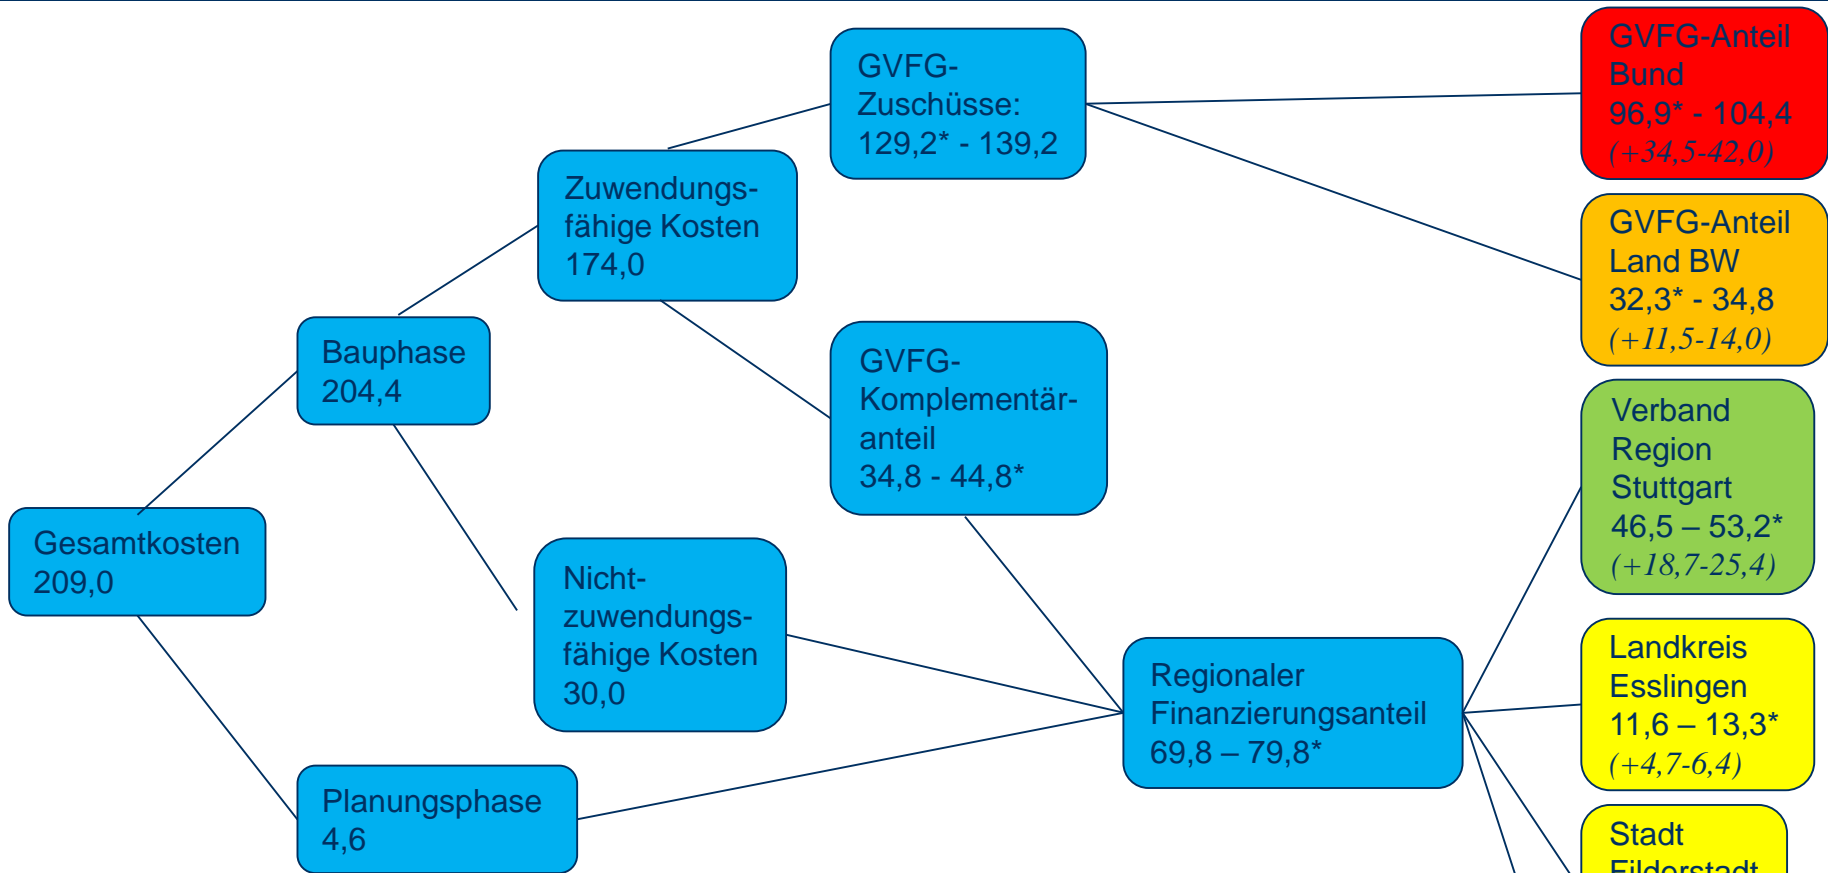 GVFG-
Zuschüsse:
129,2* - 139,2
GVFG-Anteil
Bund
96,9* - 104,4
(+34,5-42,0)
Zuwendungs-
fähige Kosten
174,0
GVFG-Anteil
Land BW
32,3* - 34,8
(+11,5-14,0)
Bauphase
204,4
GVFG-
Komplementär-
anteil
34,8 - 44,8*
Verband
Region
Stuttgart
46,5 – 53,2*
(+18,7-25,4)
Gesamtkosten
209,0
Nicht-
zuwendungs-
fähige Kosten
30,0
Regionaler
Finanzierungsanteil
69,8 – 79,8*
Landkreis
Esslingen
11,6 – 13,3*
(+4,7-6,4)
Planungsphase
4,6
Stadt
Filderstadt